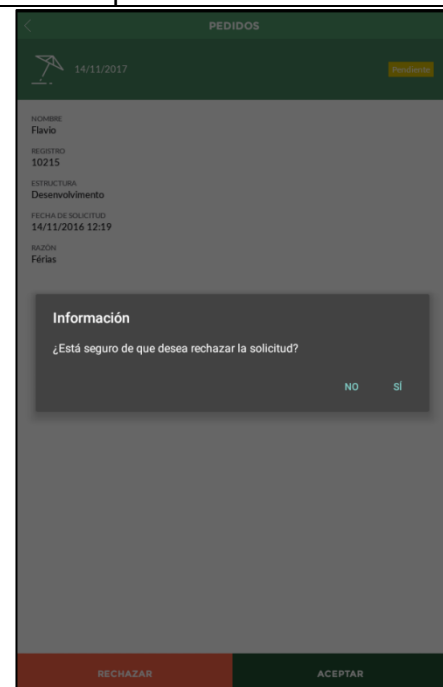 PEDIDOS
14/11/2017
Pendiente
NOMBRE
Flavio
REGISTRO
10215
ESTRUCTURA
Desenvolvimento
FECHA DE SOLICITUD
14/11/2016 12:19
RAZÓN
Férias
Información
¿Está seguro de que desea rechazar la solicitud?
NO SÍ
RECHAZAR ACEPTAR